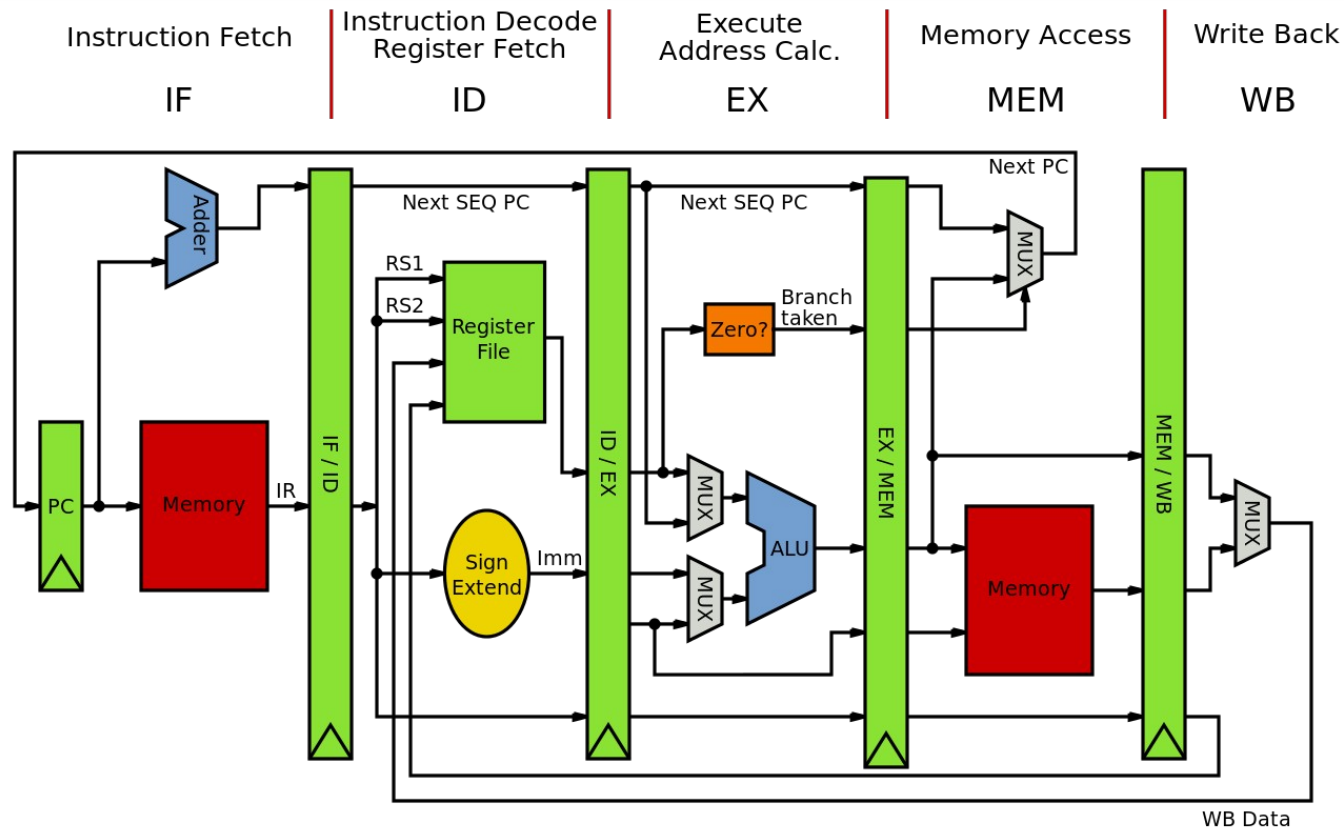 Instruction Fetch
IF
Instruction Decode
Register Fetch
ID
Execute
Address Calc.
EX
Memory Access
MEM
Write Back
WB
Next PC
Adder
Next SEQ PC
Next SEQ PC
MUX
RS1
RS2
Register
File
Branch
taken
Zero?
PC
Memory
IR
IF / ID
ID / EX
EX / MEM
MEM / WB
MUX
MUX
ALU
MUX
Sign
Extend
Imm
Memory
WB Data